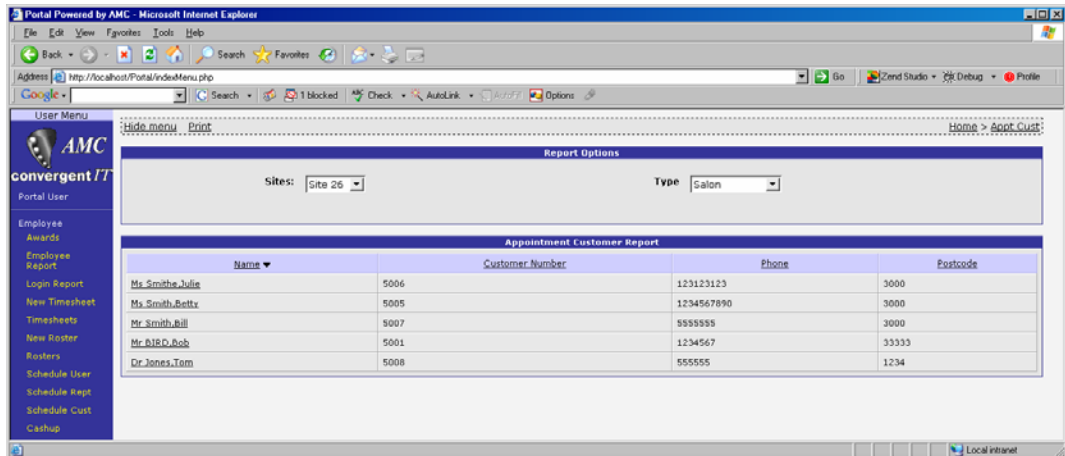 Portal Powered by AMC - Microsoft Internet Explorer
File Edit View Favorites Tools Help
Back Search Favorites
Address http://localhost/Portal/indexMenu.php Go Zend Studio Debug Profile
Google Search 1 blocked Check AutoLink AutoFill Options
User Menu
Hide menu Print Home > Appt Cust
AMC
convergent IT
Portal User
Report Options
Sites: Site 26 Type Salon
Employee
Awards
Employee
Report
Login Report
New Timesheet
Timesheets
New Roster
Rosters
Schedule User
Schedule Rept
Schedule Cust
Cashup
Appointment Customer Report
Name Customer Number Phone Postcode
Ms Smithe,Julie 5006 123123123 3000
Ms Smith,Betty 5005 1234567890 3000
Mr Smith,Bill 5007 5555555 3000
Mr BIRD,Bob 5001 1234567 33333
Dr Jones,Tom 5008 555555 1234
Local intranet